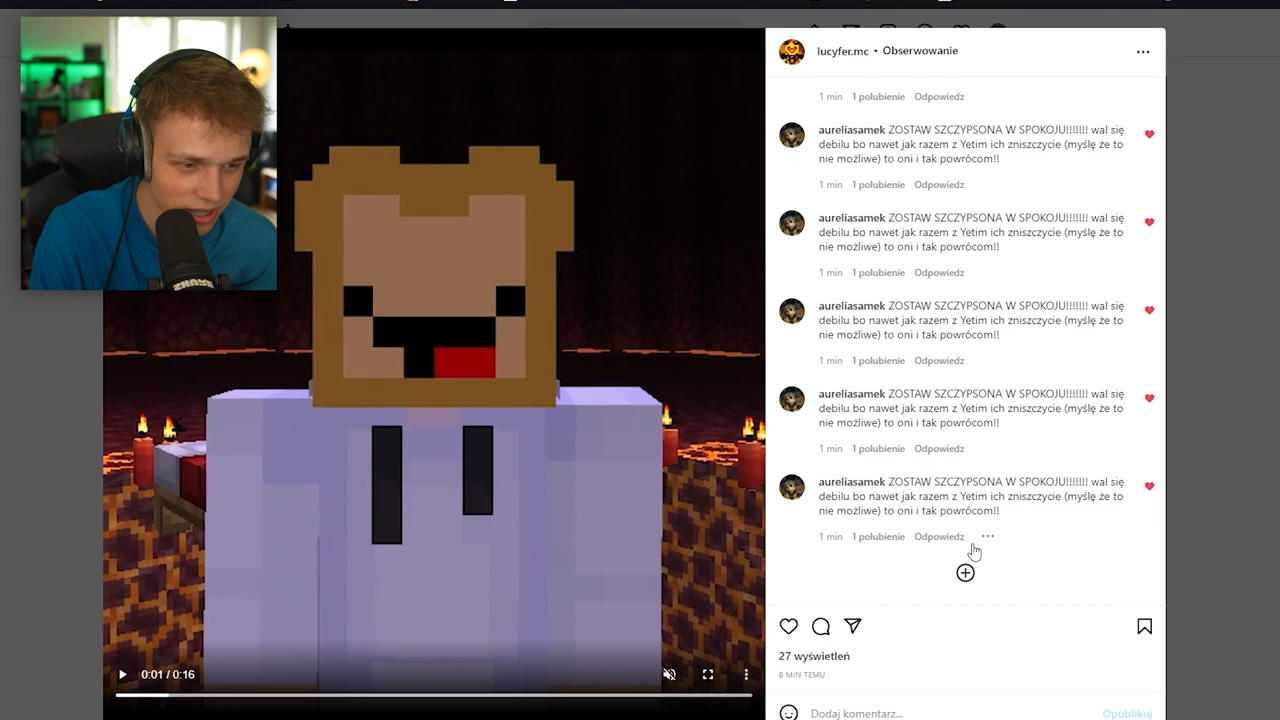 lucyfer.mc • Obserwowanie
1 min 1 polubienie Odpowiedz
aureliasamek ZOSTAW SZCZYPSONA W SPOKOJU!!!!!!! wal się
debilu bo nawet jak razem z Yetim ich zniszczycie (myślę że to
nie możliwe) to oni i tak powrócom!!
1 min 1 polubienie Odpowiedz
aureliasamek ZOSTAW SZCZYPSONA W SPOKOJU!!!!!!! wal się
debilu bo nawet jak razem z Yetim ich zniszczycie (myślę że to
nie możliwe) to oni i tak powrócom!!
1 min 1 polubienie Odpowiedz
aureliasamek ZOSTAW SZCZYPSONA W SPOKOJU!!!!!!! wal się
debilu bo nawet jak razem z Yetim ich zniszczycie (myślę że to
nie możliwe) to oni i tak powrócom!!
1 min 1 polubienie Odpowiedz
aureliasamek ZOSTAW SZCZYPSONA W SPOKOJU!!!!!!! wal się
debilu bo nawet jak razem z Yetim ich zniszczycie (myślę że to
nie możliwe) to oni i tak powrócom!!
1 min 1 polubienie Odpowiedz
aureliasamek ZOSTAW SZCZYPSONA W SPOKOJU!!!!!!! wal się
debilu bo nawet jak razem z Yetim ich zniszczycie (myślę że to
nie możliwe) to oni i tak powrócom!!
1 min 1 polubienie Odpowiedz
27 wyświetleń
8 MIN TEMU
Dodaj komentarz... Opublikuj
0:01 / 0:16